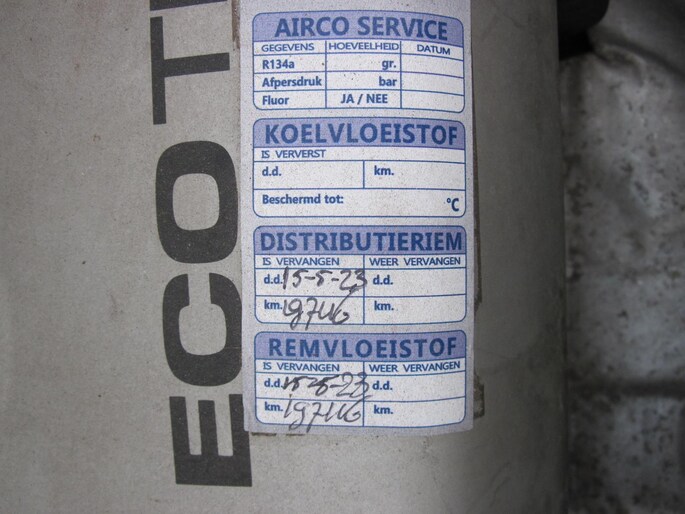 ECO TI
AIRCO SERVICE
GEGEVENS HOEVEELHEID DATUM
R134a gr.
Afpersdruk bar
Fluor JA / NEE
KOELVLOEISTOF
IS VERVERST
d.d. km.
Beschermd tot: °C
DISTRIBUTIERIEM
IS VERVANGEN WEER VERVANGEN
d.d. 15-5-23 d.d.
km. km.
REMVLOEISTOF
IS VERVANGEN WEER VERVANGEN
d.d. 15-5-23 d.d.
km. km.